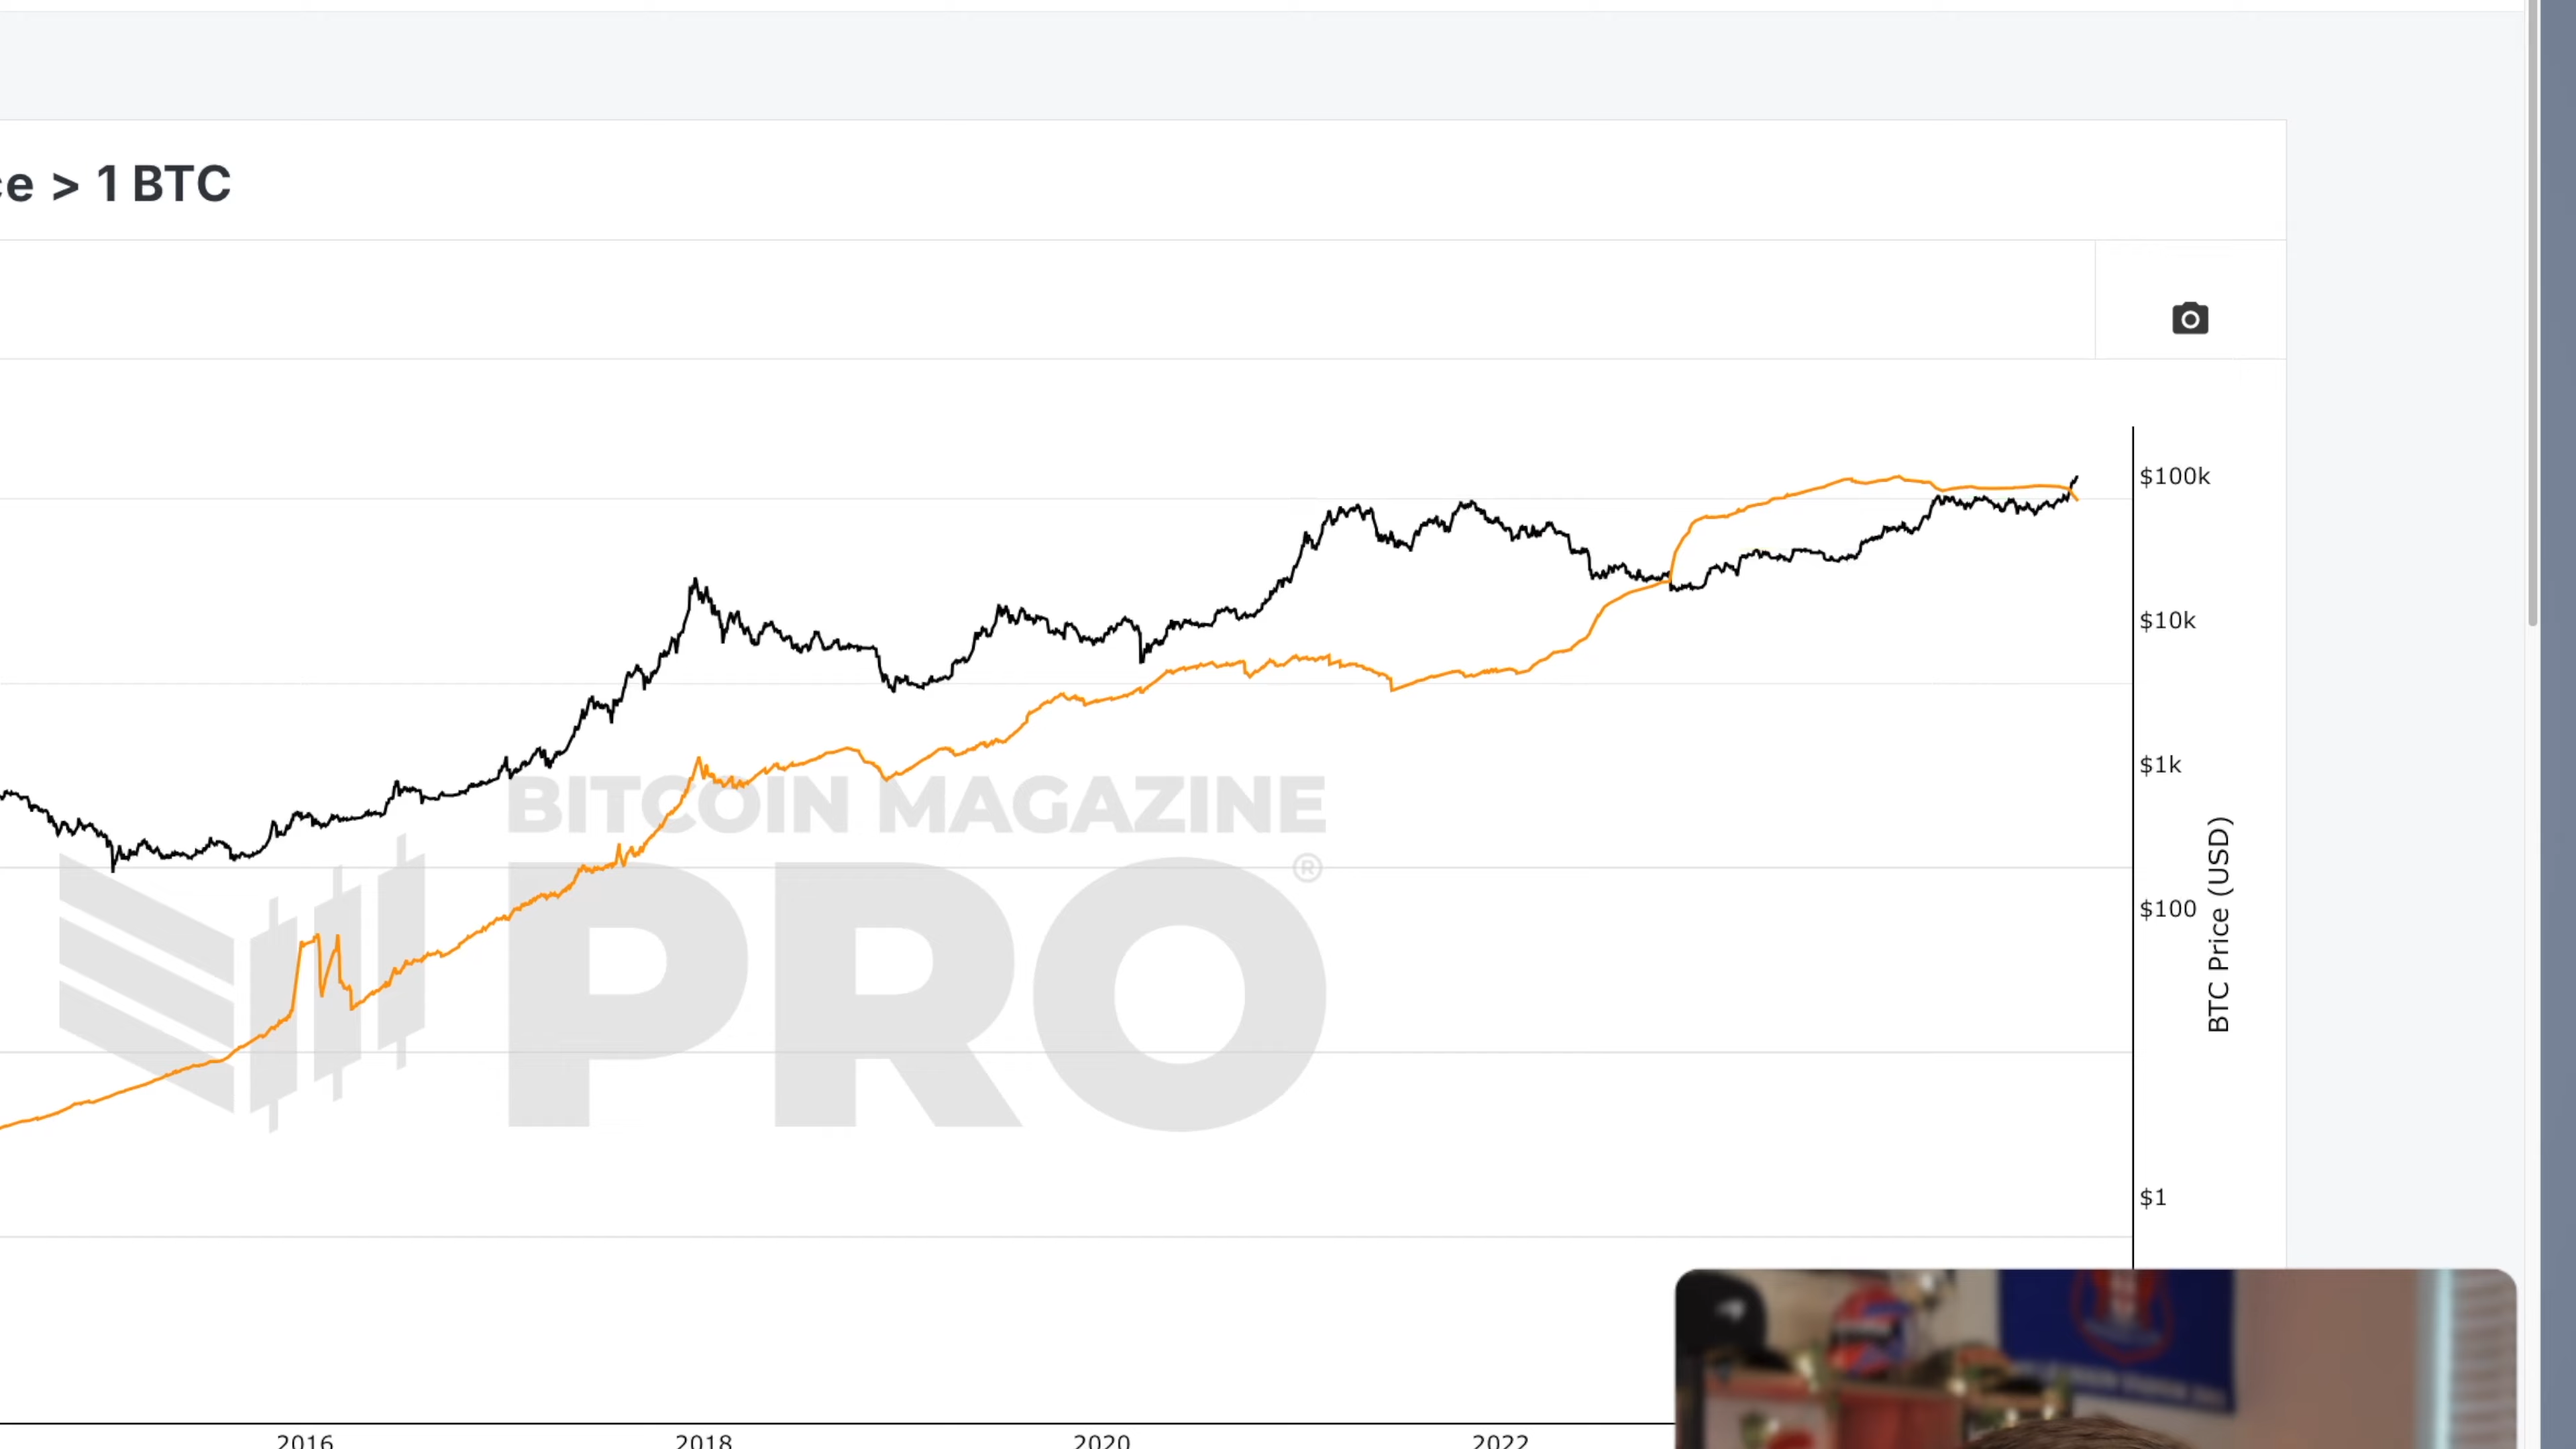 > 1 BTC
$100k
$10k
$1k
$100
$1
BTC Price (USD)
BITCOIN MAGAZINE
PRO®
2016
2018
2020
2022